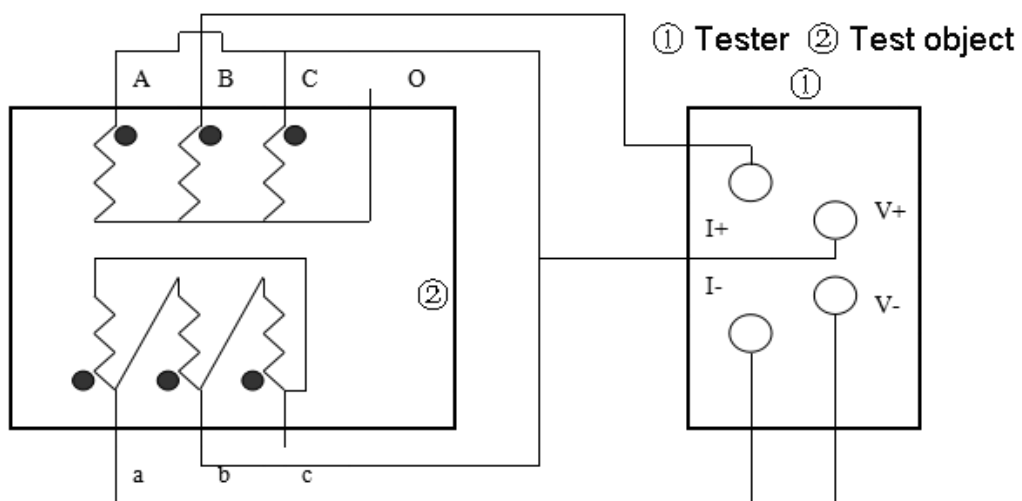 ① Tester ② Test object
①
A B C O
V+
I+
②
I-
V-
a b c